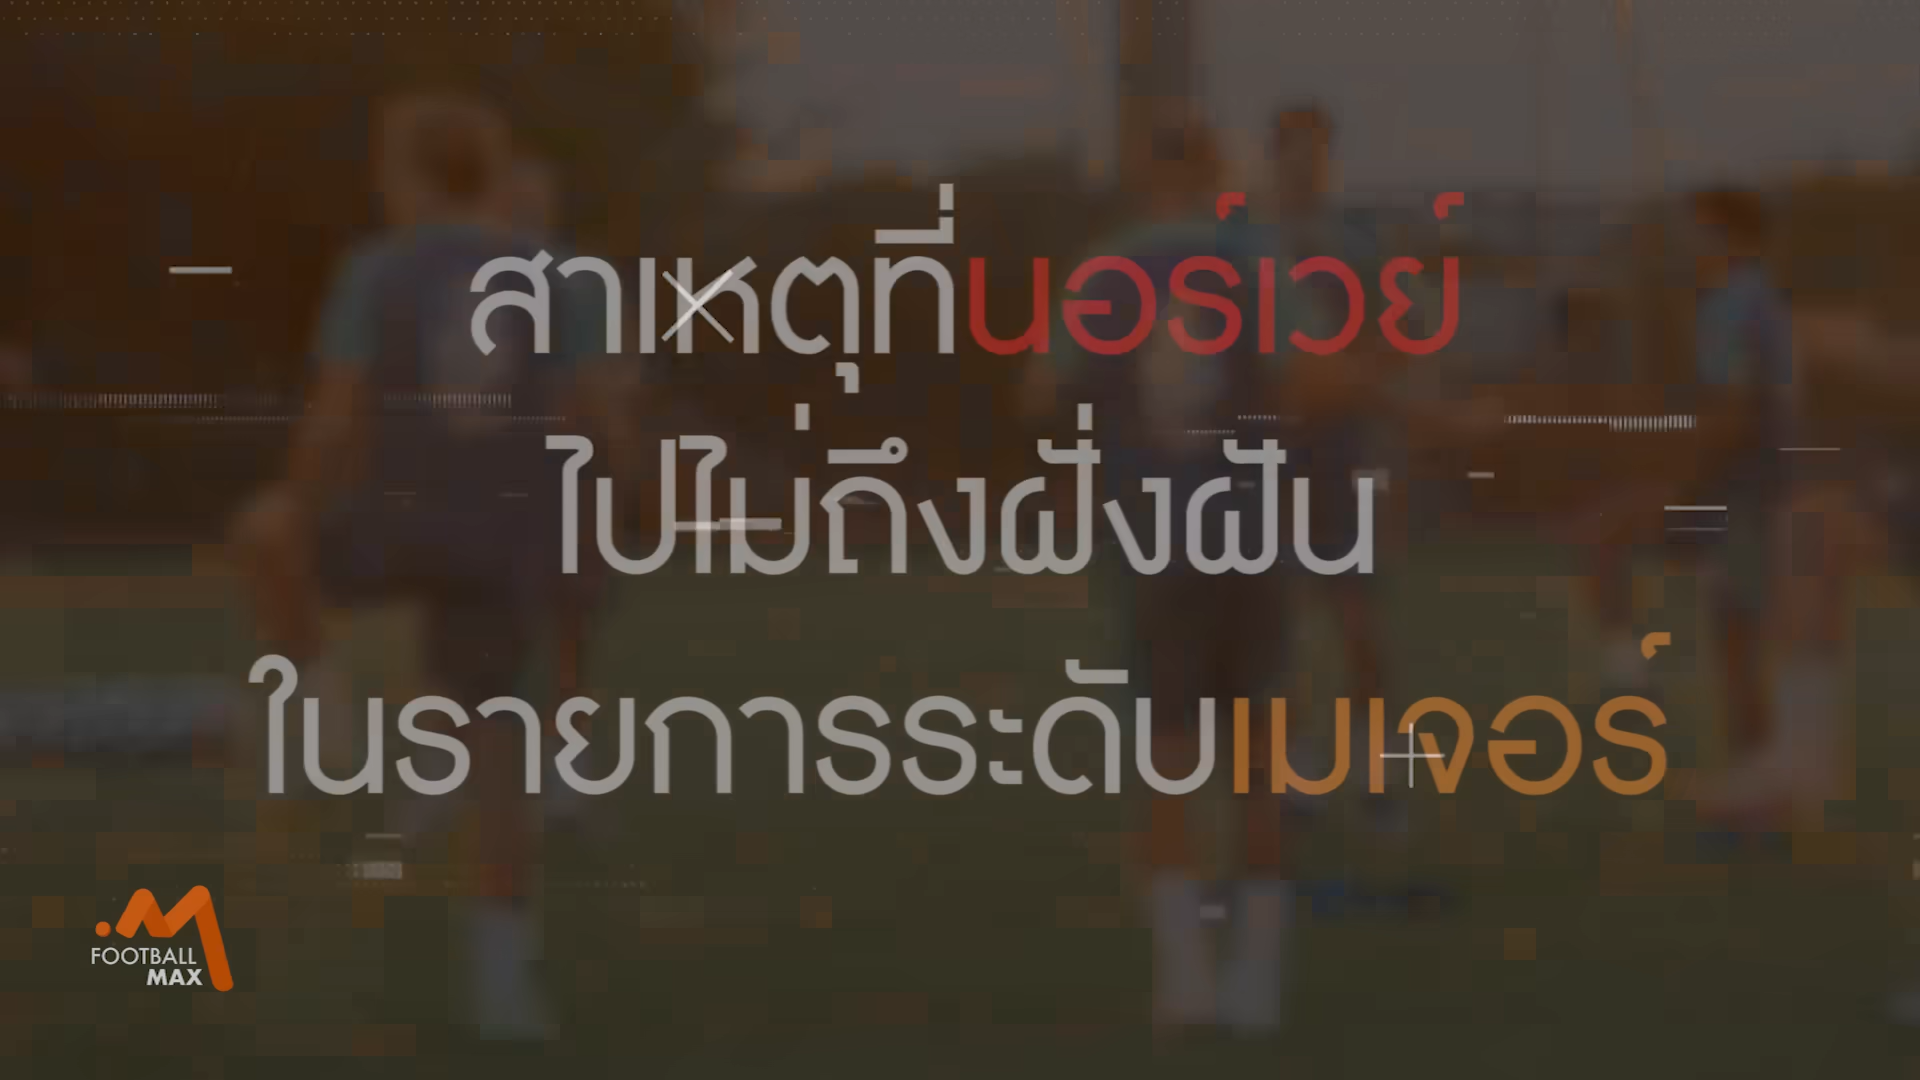 สาเหตุที่นอร์เวย์
ไปไม่ถึงฝั่งฝัน
ในรายการระดับเมเจอร์
FOOTBALL
MAX